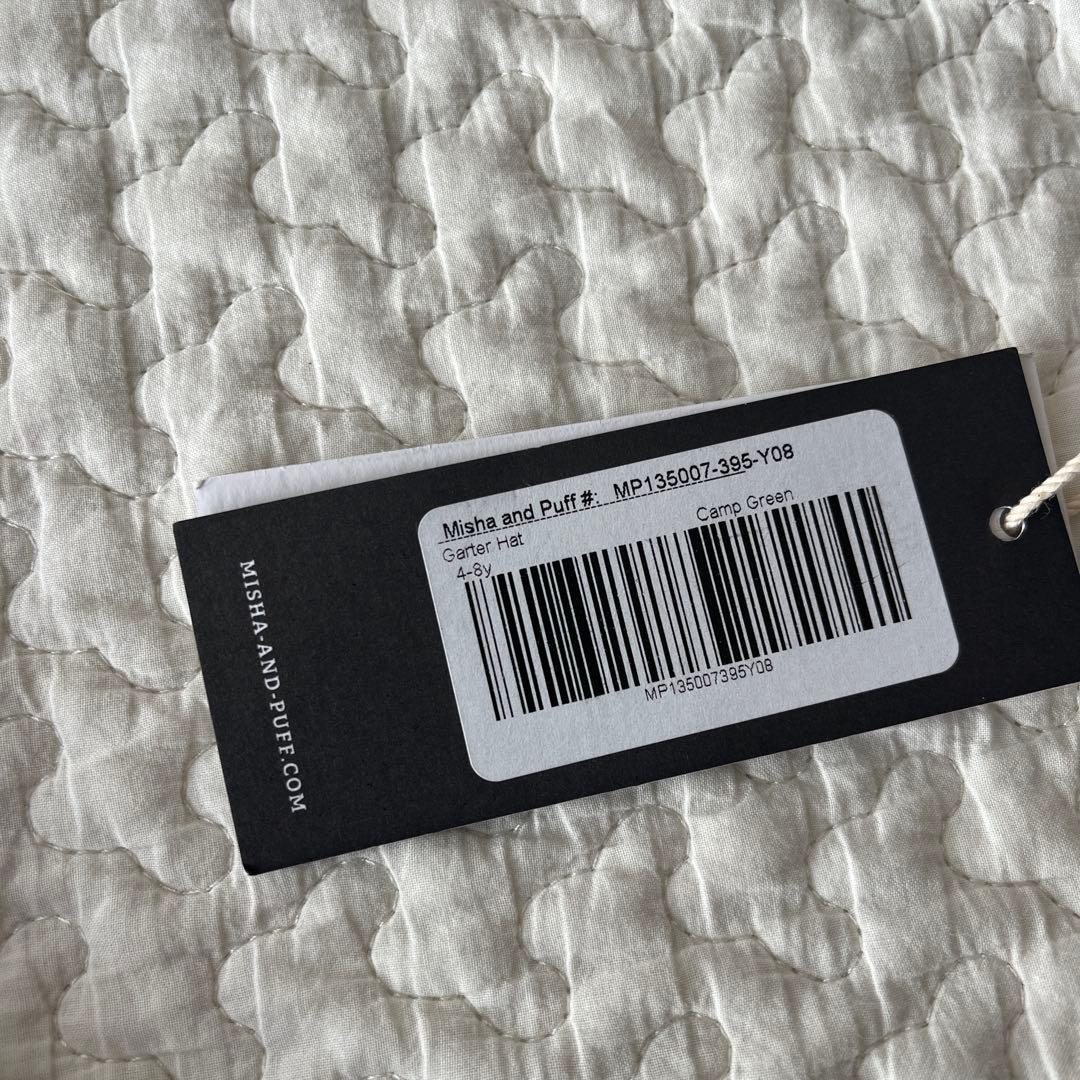 Misha and Puff #: MP135007-395-Y08
Garter Hat Camp Green
4-8y
MP135007395Y08
MISHA-AND-PUFF.COM